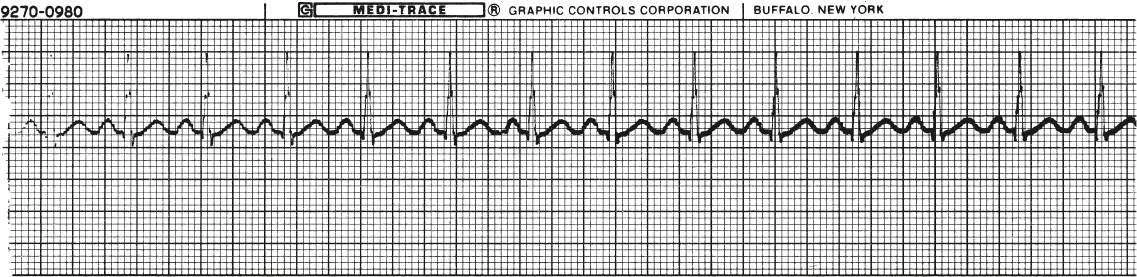 9270-0980 G MEDI-TRACE ® GRAPHIC CONTROLS CORPORATION BUFFALO, NEW YORK